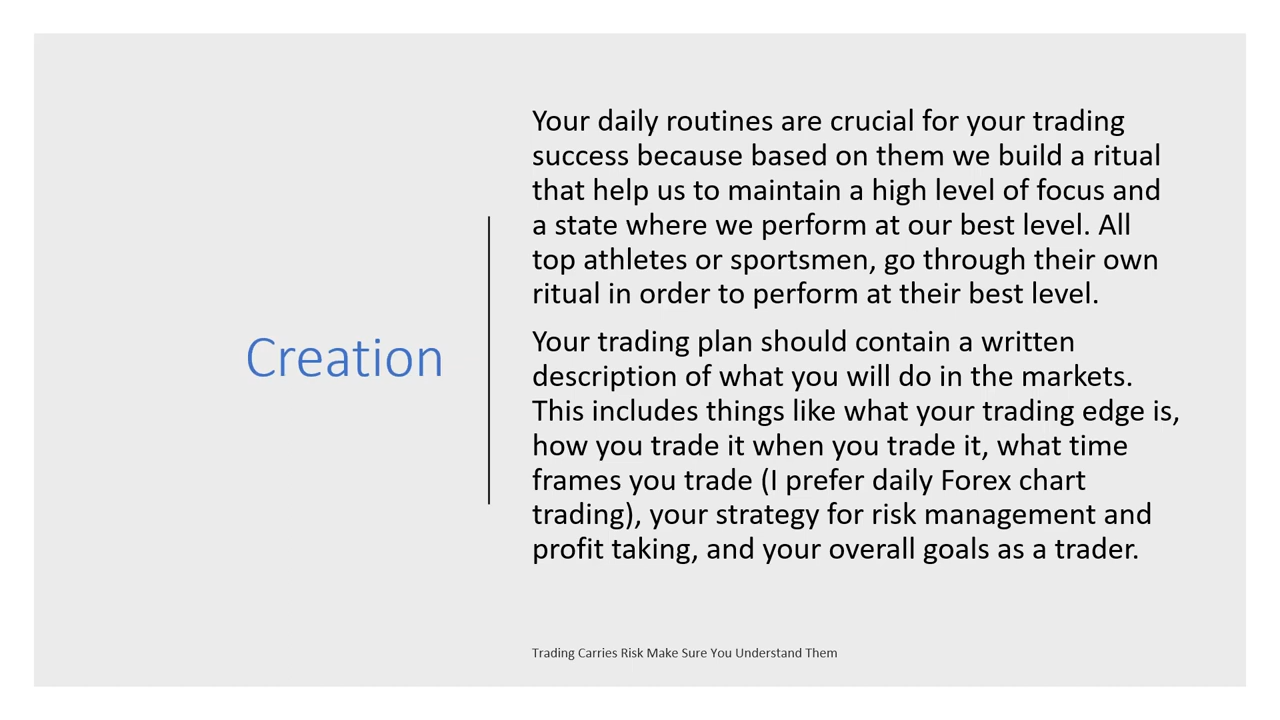 Creation
Your daily routines are crucial for your trading
success because based on them we build a ritual
that help us to maintain a high level of focus and
a state where we perform at our best level. All
top athletes or sportsmen, go through their own
ritual in order to perform at their best level.
Your trading plan should contain a written
description of what you will do in the markets.
This includes things like what your trading edge is,
how you trade it when you trade it, what time
frames you trade (I prefer daily Forex chart
trading), your strategy for risk management and
profit taking, and your overall goals as a trader.
Trading Carries Risk Make Sure You Understand Them